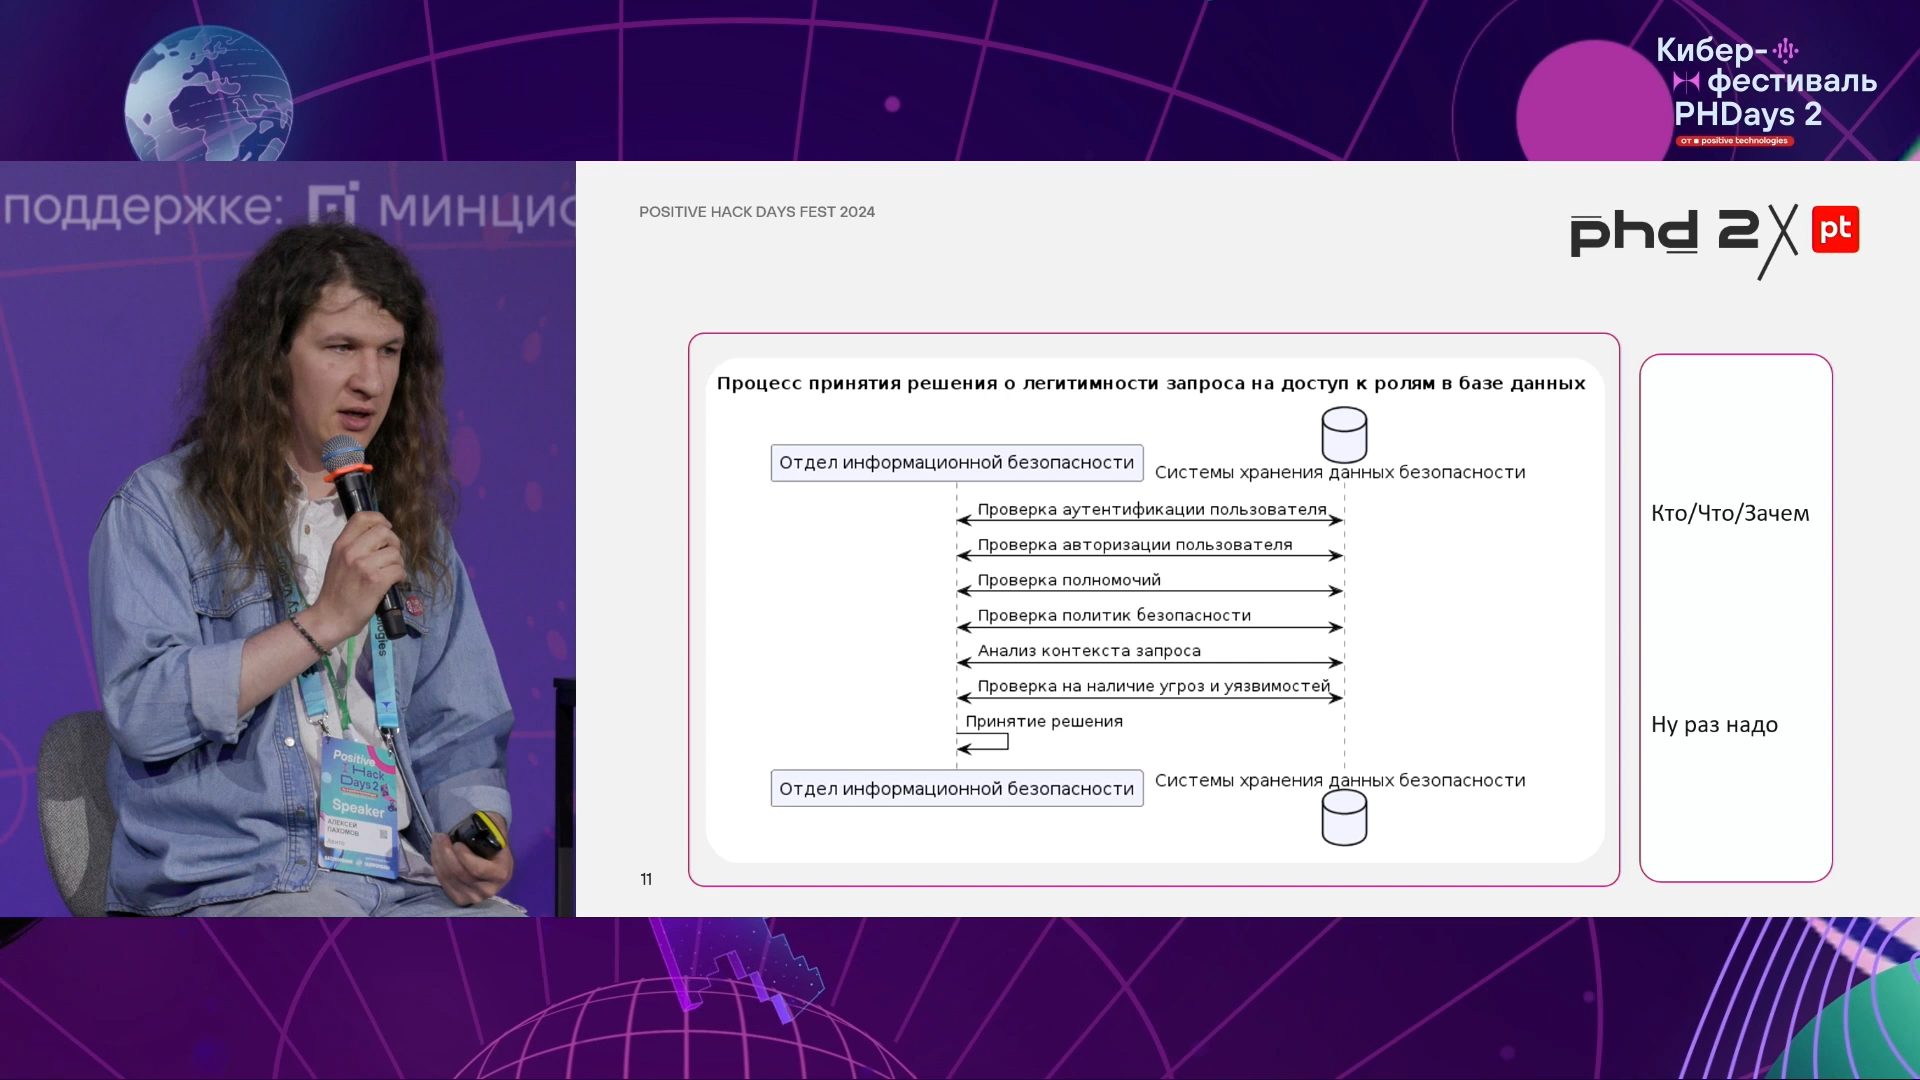 Кибер-
фестиваль
PHDays 2
от positive technologies
поддержке:
POSITIVE HACK DAYS FEST 2024
phd 2
pt
Процесс принятия решения о легитимности запроса на доступ к ролям в базе данных
Отдел информационной безопасности
Системы хранения данных безопасности
Проверка аутентификации пользователя
Проверка авторизации пользователя
Проверка полномочий
Проверка политик безопасности
Анализ контекста запроса
Проверка на наличие угроз и уязвимостей
Принятие решения
Отдел информационной безопасности
Системы хранения данных безопасности
Кто/Что/Зачем
Ну раз надо
11
Positive
Hack
Days 2
Speaker
АЛЕКСЕЙ
ПАХОМОВ